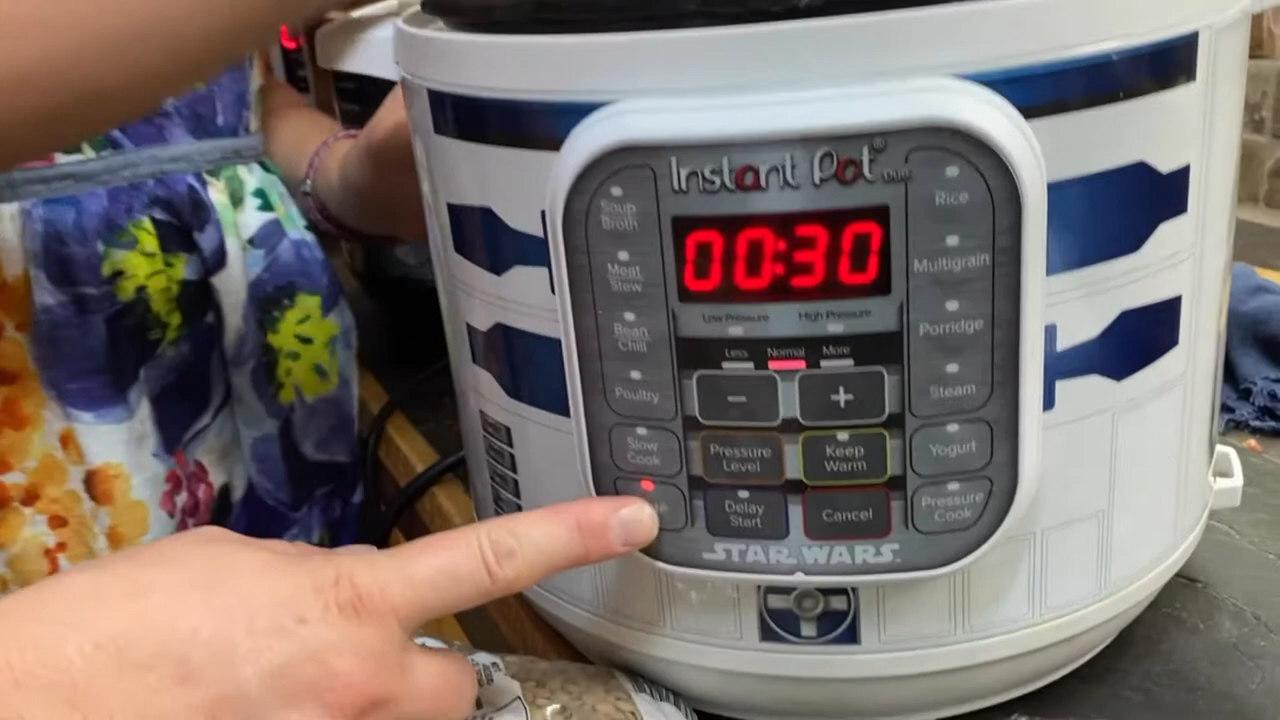 Instant Pot® Duo
Soup
Broth
Meat
Stew
Bean
Chili
Poultry
Slow
Cook
00:30
Low Pressure High Pressure
Less Normal More
− +
Pressure
Level
Keep
Warm
Delay
Start
Cancel
Rice
Multigrain
Porridge
Steam
Yogurt
Pressure
Cook
STAR WARS